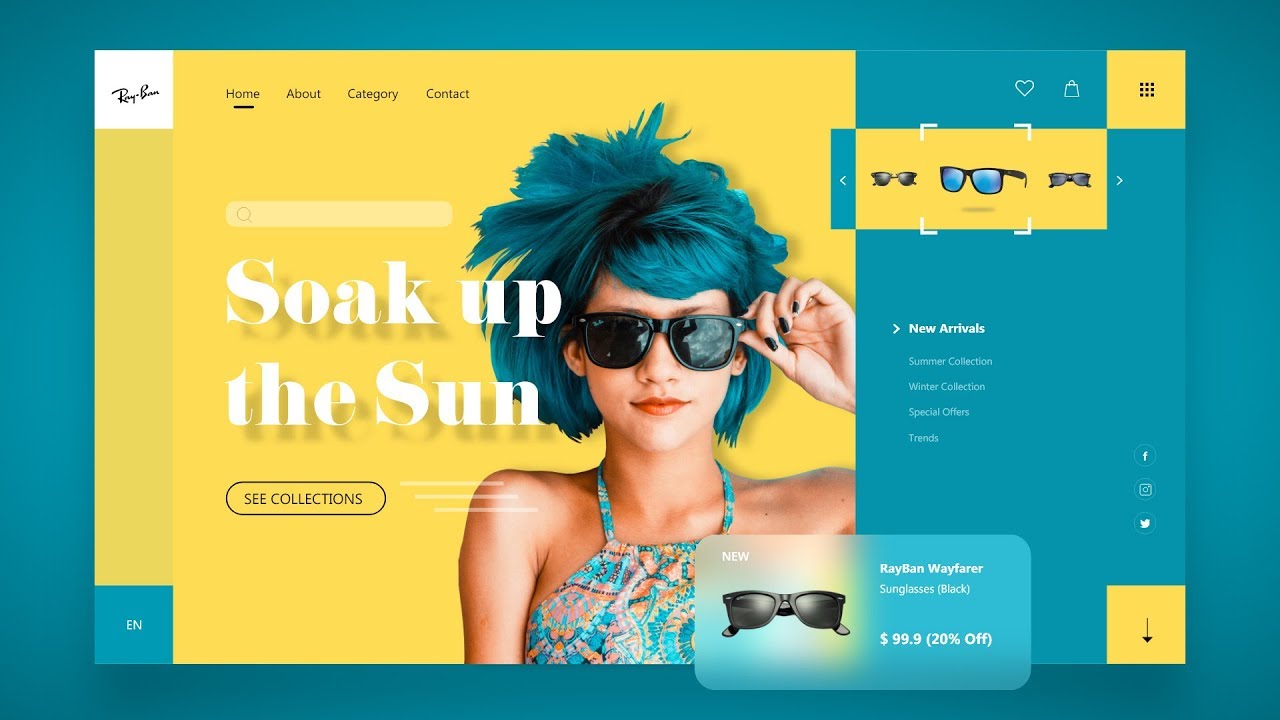 Ray-Ban
Home About Category Contact
Soak up
the Sun
SEE COLLECTIONS
EN
New Arrivals
Summer Collection
Winter Collection
Special Offers
Trends
f
NEW
RayBan Wayfarer
Sunglasses (Black)
$ 99.9 (20% Off)